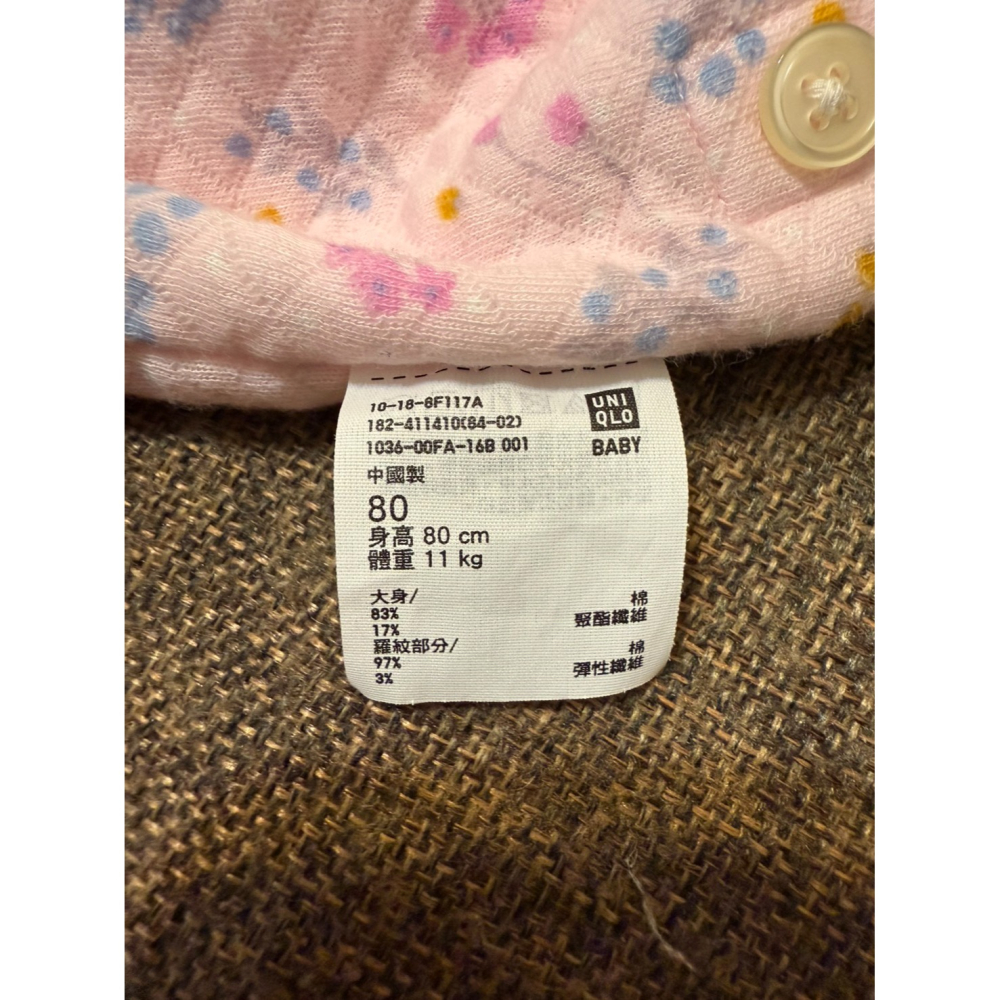 10-18-8F117A
182-411410(84-02)
1036-00FA-16B 001
UNI
QLO
BABY
中國製
80
身高 80 cm
體重 11 kg
大身/
83% 棉
17% 聚酯纖維
羅紋部分/
97% 棉
3% 彈性纖維